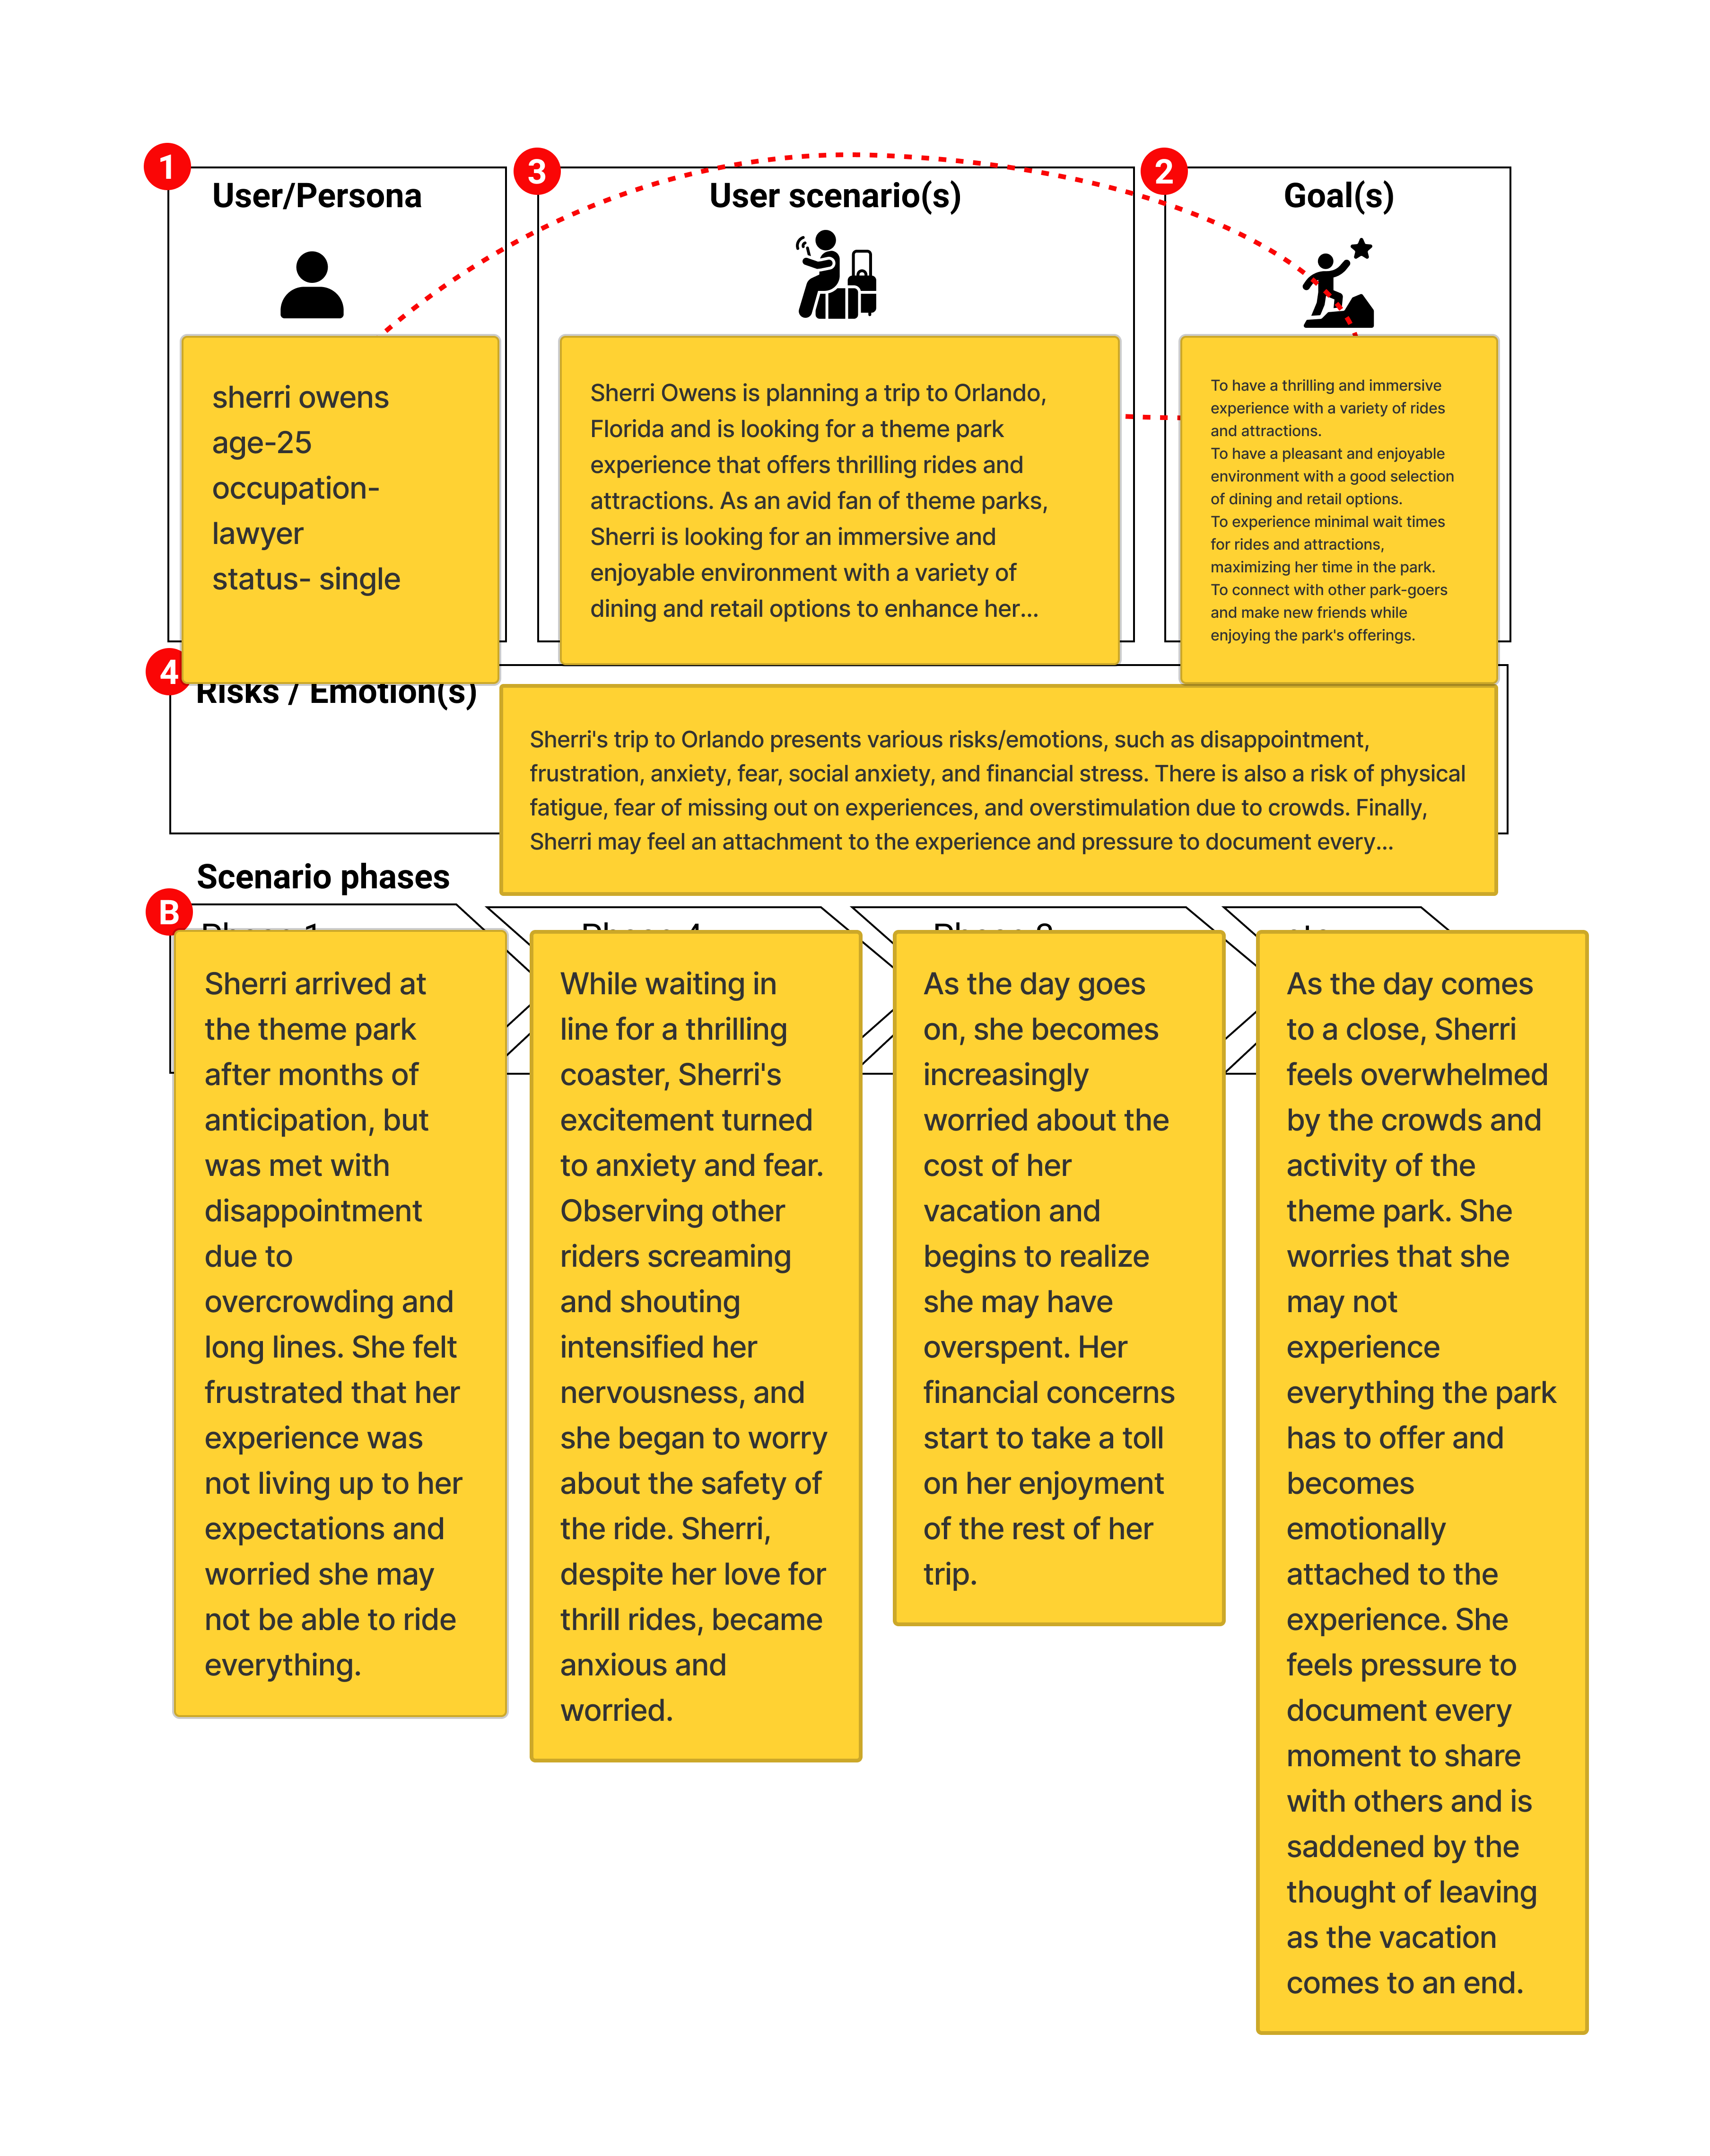 1
User/Persona
sherri owens
age-25
occupation-
lawyer
status- single
3
User scenario(s)
Sherri Owens is planning a trip to Orlando,
Florida and is looking for a theme park
experience that offers thrilling rides and
attractions. As an avid fan of theme parks,
Sherri is looking for an immersive and
enjoyable environment with a variety of
dining and retail options to enhance her...
2
Goal(s)
To have a thrilling and immersive
experience with a variety of rides
and attractions.
To have a pleasant and enjoyable
environment with a good selection
of dining and retail options.
To experience minimal wait times
for rides and attractions,
maximizing her time in the park.
To connect with other park-goers
and make new friends while
enjoying the park's offerings.
4
Risks / Emotion(s)
Sherri's trip to Orlando presents various risks/emotions, such as disappointment,
frustration, anxiety, fear, social anxiety, and financial stress. There is also a risk of physical
fatigue, fear of missing out on experiences, and overstimulation due to crowds. Finally,
Sherri may feel an attachment to the experience and pressure to document every...
Scenario phases
B
Phase 1
Sherri arrived at
the theme park
after months of
anticipation, but
was met with
disappointment
due to
overcrowding and
long lines. She felt
frustrated that her
experience was
not living up to her
expectations and
worried she may
not be able to ride
everything.
Phase 4
While waiting in
line for a thrilling
coaster, Sherri's
excitement turned
to anxiety and fear.
Observing other
riders screaming
and shouting
intensified her
nervousness, and
she began to worry
about the safety of
the ride. Sherri,
despite her love for
thrill rides, became
anxious and
worried.
Phase
As the day goes
on, she becomes
increasingly
worried about the
cost of her
vacation and
begins to realize
she may have
overspent. Her
financial concerns
start to take a toll
on her enjoyment
of the rest of her
trip.
As the day comes
to a close, Sherri
feels overwhelmed
by the crowds and
activity of the
theme park. She
worries that she
may not
experience
everything the park
has to offer and
becomes
emotionally
attached to the
experience. She
feels pressure to
document every
moment to share
with others and is
saddened by the
thought of leaving
as the vacation
comes to an end.